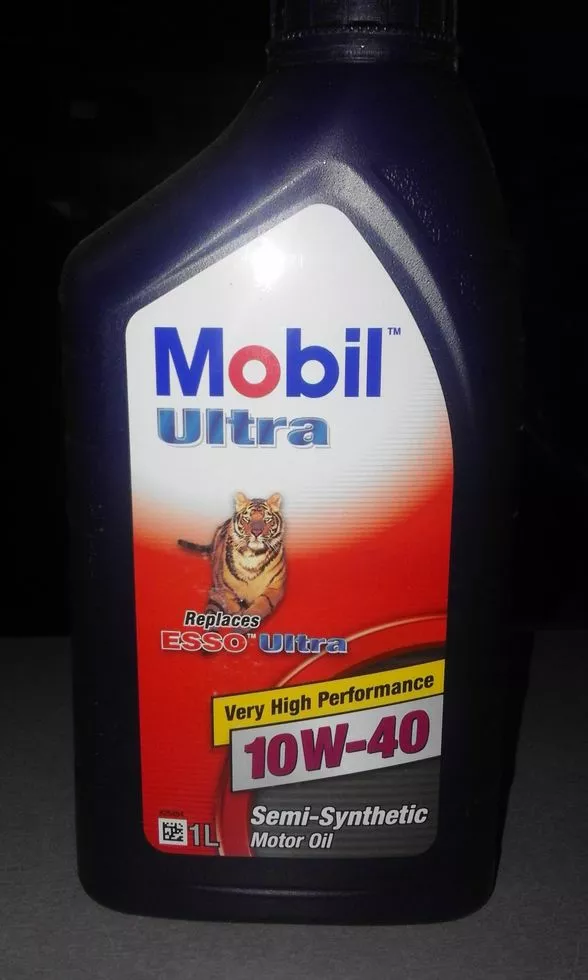 Mobil™
Ultra
Replaces
ESSO™ Ultra
Very High Performance
10W-40
Semi-Synthetic
Motor Oil
1L